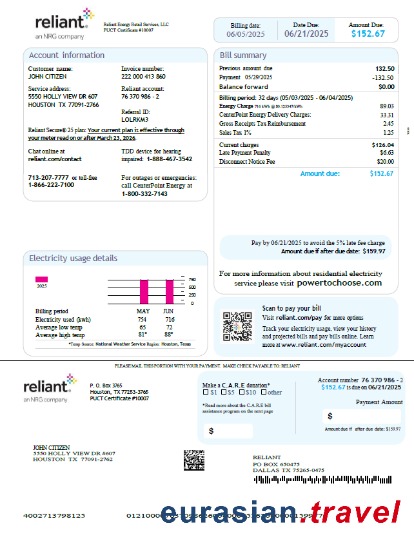 reliant
an NRG company
Reliant Energy Retail Services, LLC
PUCT Certificate #10007
Billing date: Date Due: Amount Due:
06/05/2025 06/21/2025 $152.67
Account information
Customer name: Invoice number:
JOHN CITIZEN 222 000 413 860
Service address: Reliant account:
5550 HOLLY VIEW DR 607 76 370 986 - 2
HOUSTON TX 77091-2766
Referral ID:
LOLRKW3
Reliant Secure® 25 plan: Your current plan is effective through
your meter read on or after March 23, 2026.
Chat online at TDD device for hearing
reliant.com/contact impaired: 1-888-467-3542
713-207-7777 or toll-free For outages or emergencies:
1-866-222-7100 call CenterPoint Energy at
1-800-332-7143
Bill summary
Previous amount due 132.50
Payment 05/29/2025 -132.50
Balance forward $0.00
Billing period: 32 days (05/03/2025 - 06/04/2025)
Energy Charge 89.03
CenterPoint Energy Delivery Charges: 33.31
Gross Receipts Tax Reimbursement 2.45
Sales Tax 1% 1.25
Current charges $126.04
Late Payment Penalty $6.63
Disconnect Notice Fee $20.00
Amount due: $152.67
Pay by 06/21/2025 to avoid the 5% late fee charge
Amount due if after due date: $159.97
For more information about residential electricity
service please visit powertochoose.com
Electricity usage details
2025
750
500
250
0
Billing period MAY JUN
Electricity used (kwh) 754 716
Average low temp 65 72
Average high temp 81* 88*
*Temp Source: National Weather Service Region: Houston, Texas
Scan to pay your bill
Visit reliant.com/pay for more options
Track your electricity usage, view your history
and projected bills and pay bills online. Learn
more at www.reliant.com/myaccount
PLEASE MAIL THIS PORTION WITH YOUR PAYMENT. MAKE CHECK PAYABLE TO: RELIANT
reliant
an NRG company
P. O. Box 3765
Houston, TX 77253-3765
PUCT Certificate #10007
Make a C.A.R.E donation*
$1 $5 $10 other
*Read more about the C.A.R.E bill
assistance program on the next page
$
Account number 76 370 986 - 2
$152.67 is due on 06/21/2025
Payment Amount
$
Amount due if after due date: $159.97
JOHN CITIZEN
5550 HOLLY VIEW DR 8607
HOUSTON TX 77091-2762
RELIANT
PO BOX 650475
DALLAS TX 75265-0475
4002713798125
eurasian.travel